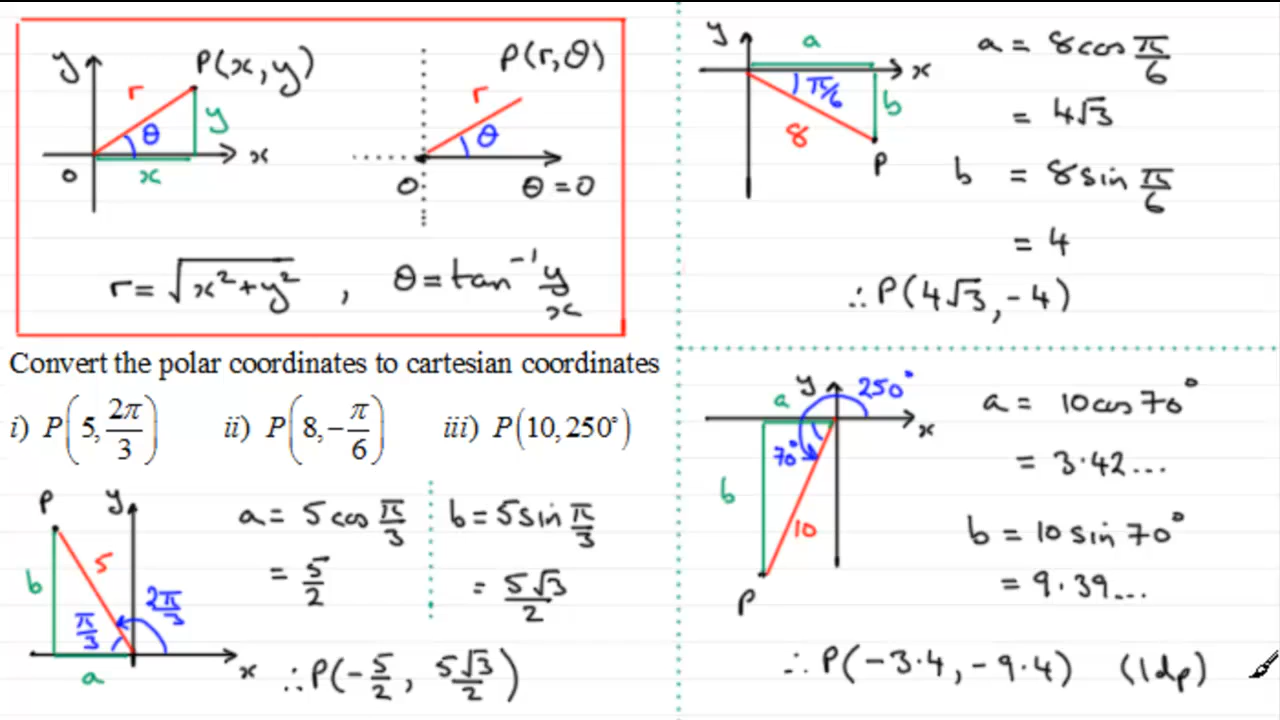 y P(x, y) r θ y x O x
P(r, θ) r θ O θ = 0
r = √(x² + y²) , θ = tan⁻¹ y/x
Convert the polar coordinates to cartesian coordinates
i) P(5, 2π/3) ii) P(8, −π/6) iii) P(10, 250°)
P y 5 b π/3 2π/3 a x
a = 5 cos π/3
= 5/2
b = 5 sin π/3
= 5√3/2
∴ P(−5/2, 5√3/2)
y a x π/6 b 8 P
a = 8 cos π/6
= 4√3
b = 8 sin π/6
= 4
∴ P(4√3, −4)
y 250° a x 70° b 10 P
a = 10 cos 70°
= 3·42...
b = 10 sin 70°
= 9·39...
∴ P(−3·4, −9·4) (1dp)